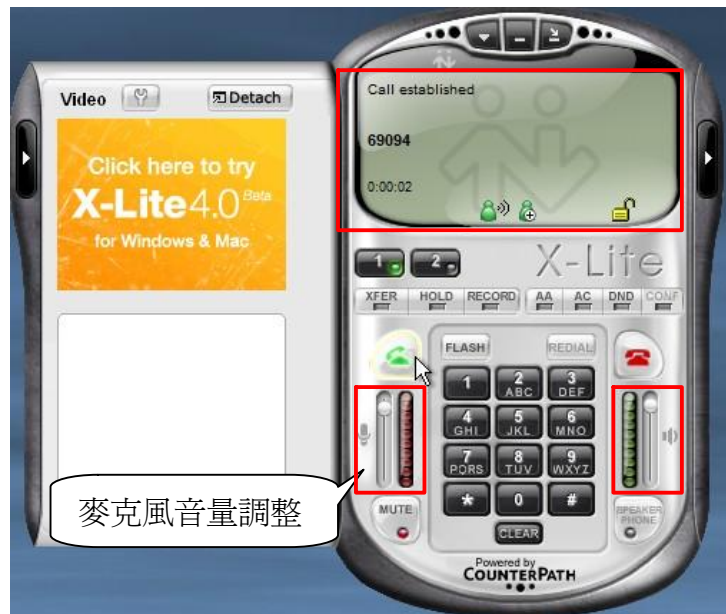 Video
Detach
Click here to try
X-Lite4.0 Beta
for Windows & Mac
Call established
69094
0:00:02
1 2
X-Lite
XFER HOLD RECORD AA AC DND CONF
FLASH REDIAL
1 2 3
ABC DEF
4 5 6
GHI JKL MNO
7 8 9
PQRS TUV WXYZ
* 0 #
CLEAR
MUTE
SPEAKER
PHONE
麥克風音量調整
Powered by
COUNTERPATH